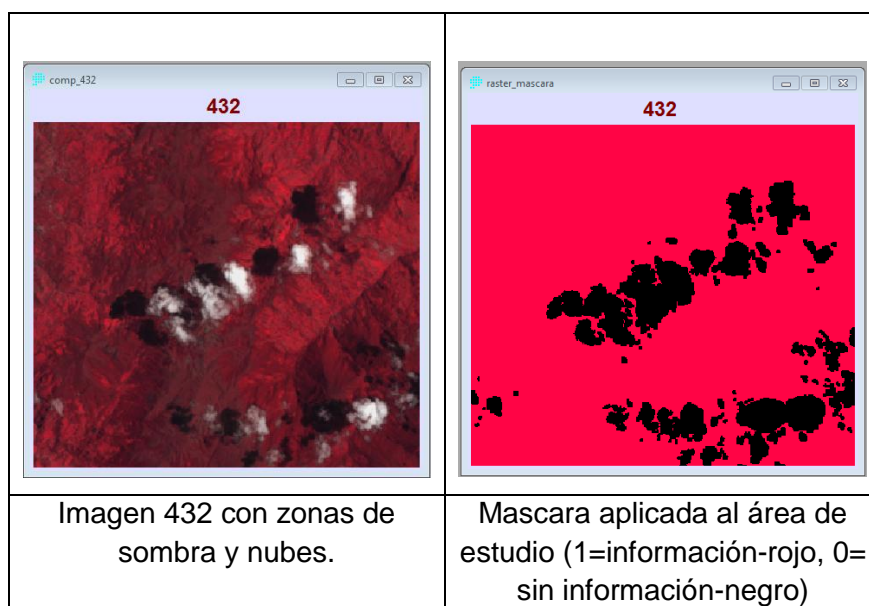 comp_432
432
raster_mascara
432
Imagen 432 con zonas de
sombra y nubes.
Mascara aplicada al área de
estudio (1=información-rojo, 0=
sin información-negro)